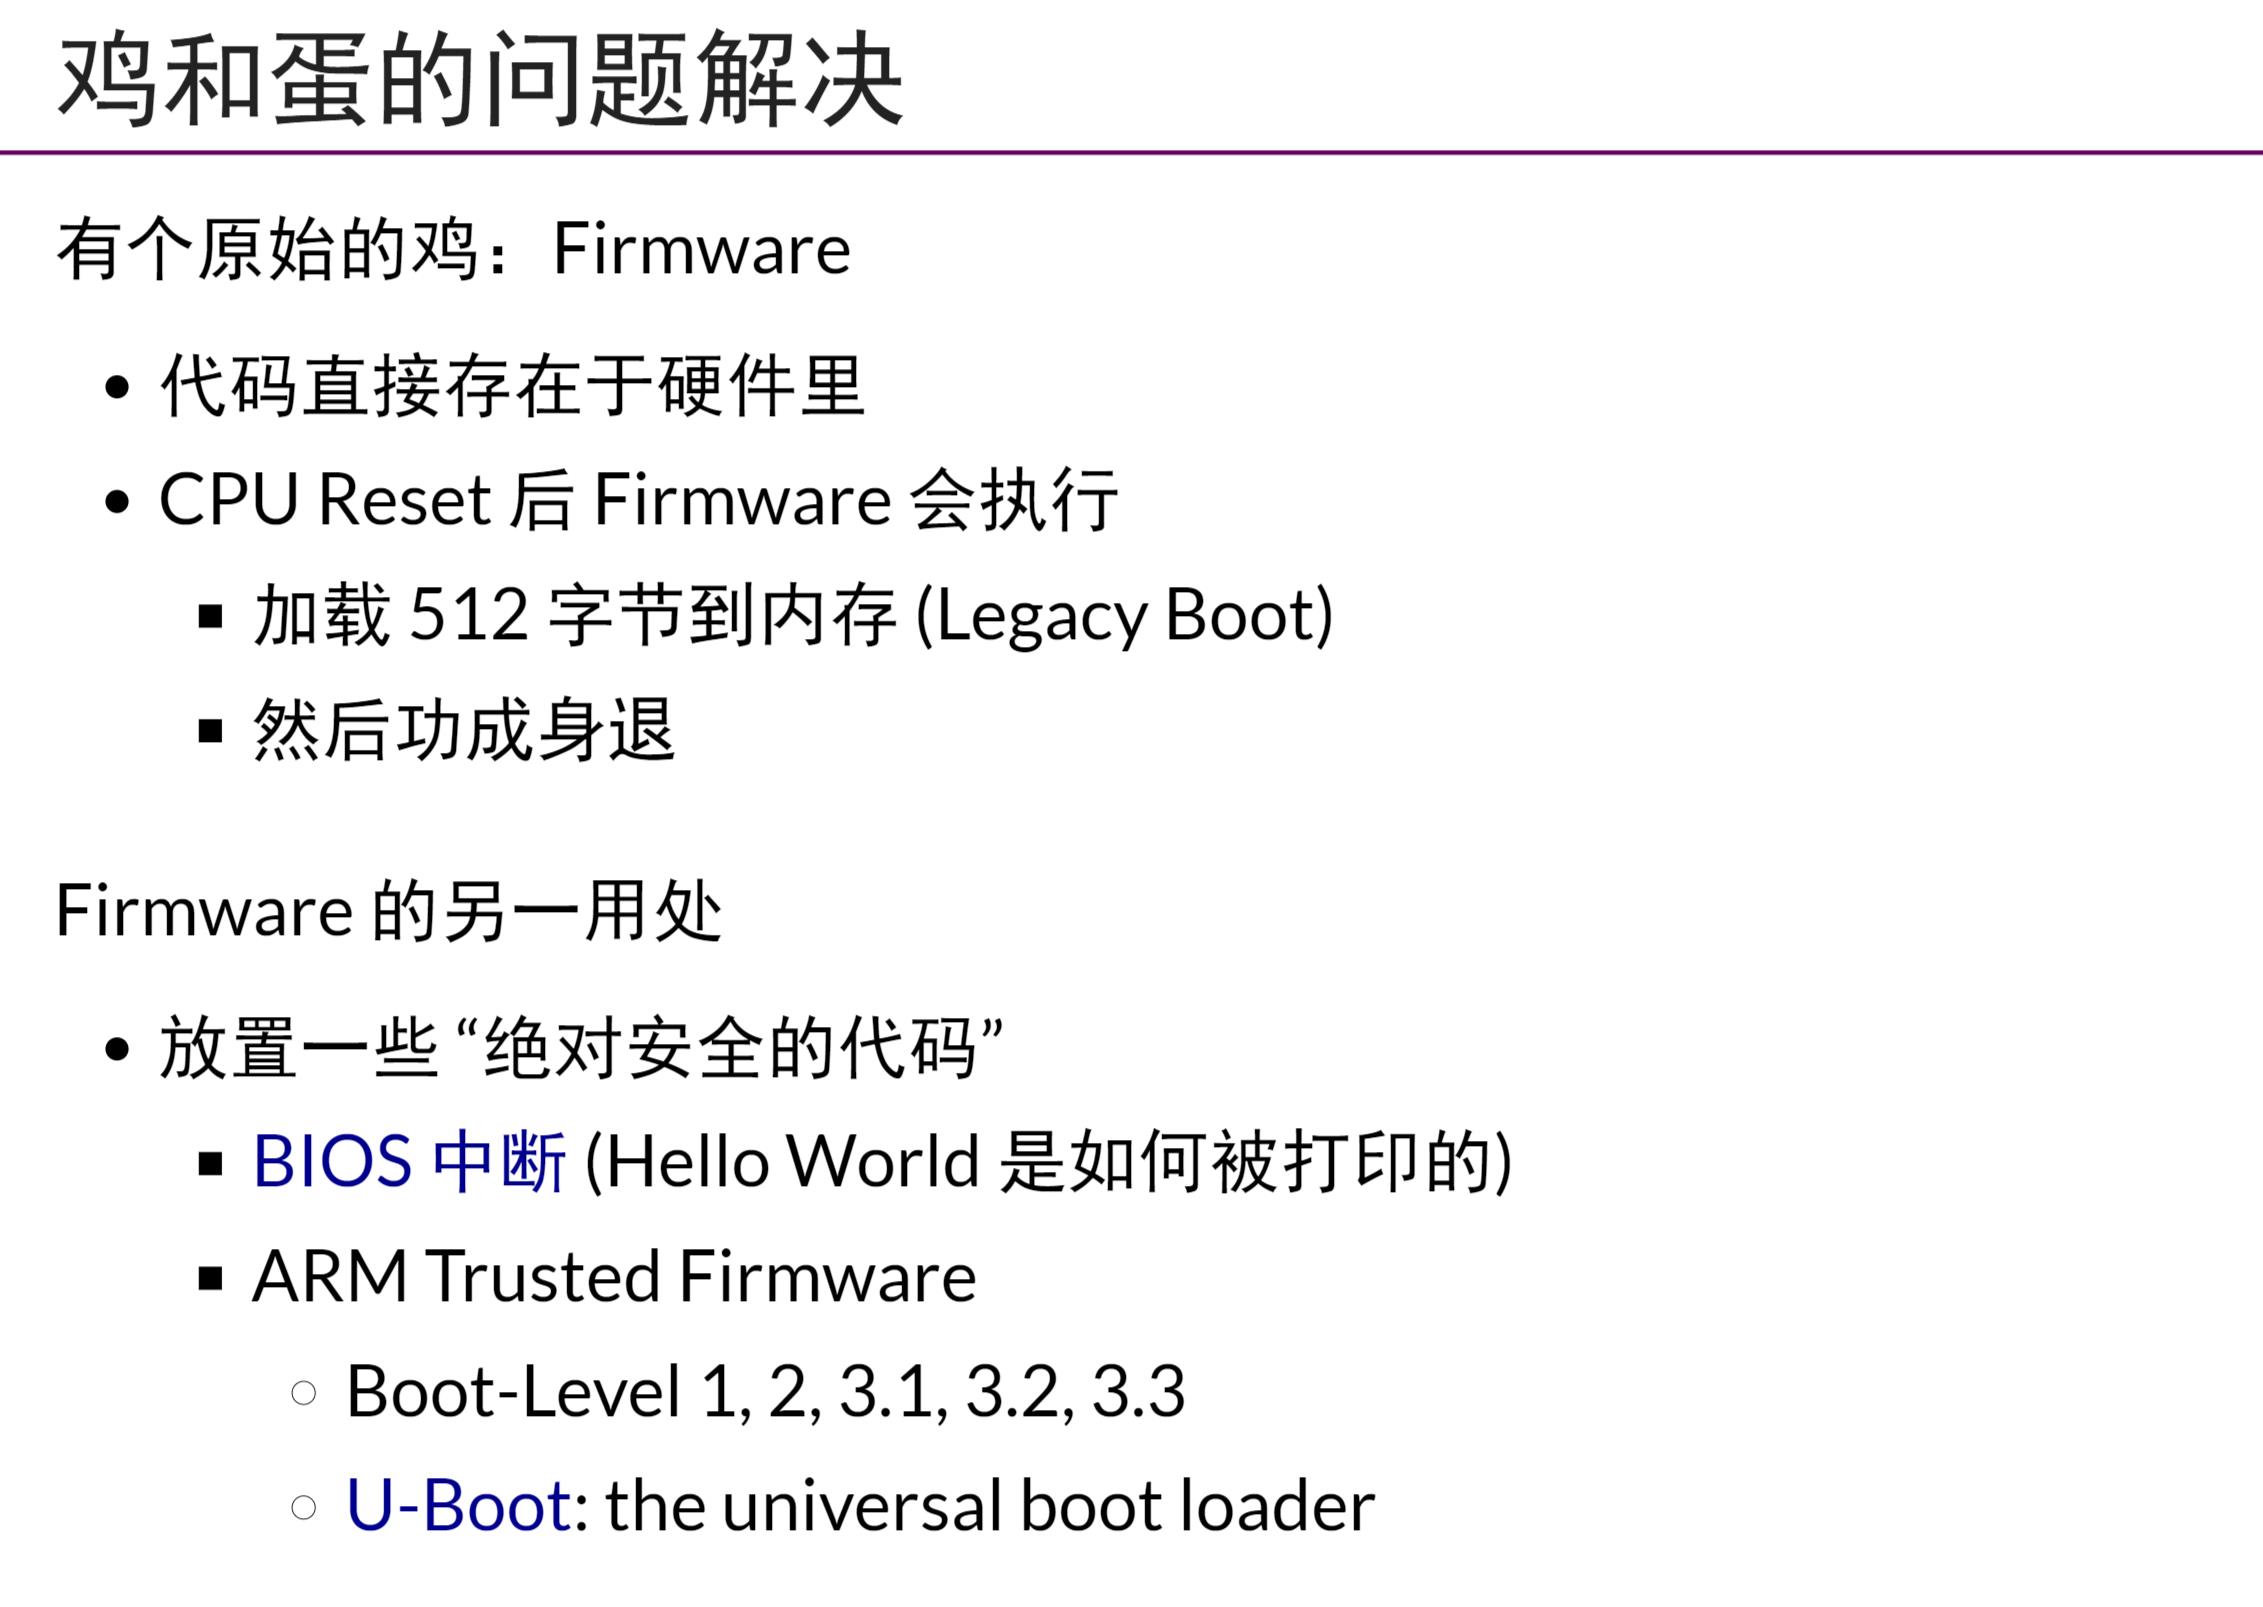 鸡和蛋的问题解决
有个原始的鸡： Firmware
代码直接存在于硬件里
CPU Reset 后 Firmware 会执行
加载 512 字节到内存 (Legacy Boot)
然后功成身退
Firmware 的另一用处
放置一些 “绝对安全的代码”
BIOS 中断 (Hello World 是如何被打印的)
ARM Trusted Firmware
Boot-Level 1, 2, 3.1, 3.2, 3.3
U-Boot: the universal boot loader